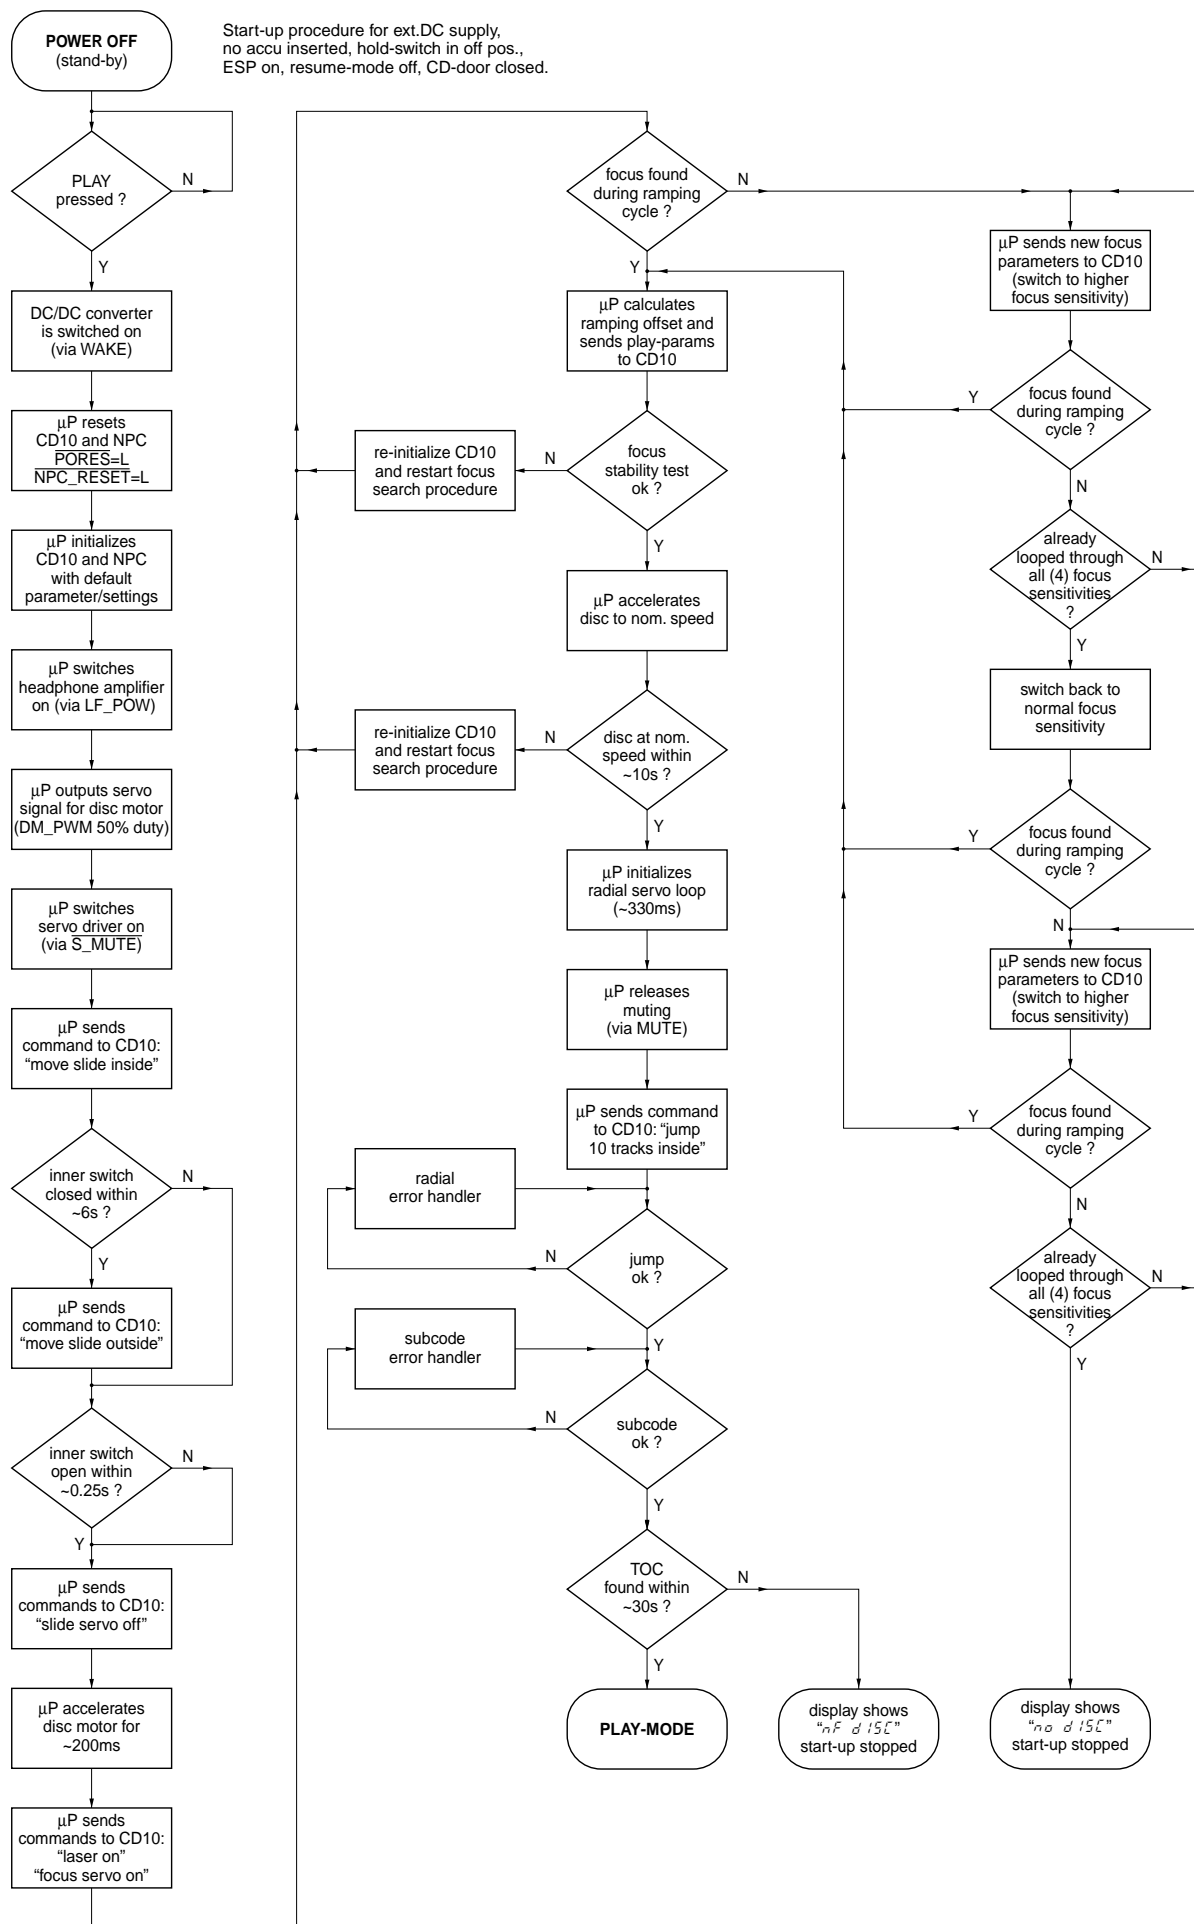 POWER OFF
(stand-by)
Start-up procedure for ext.DC supply,
no accu inserted, hold-switch in off pos.,
ESP on, resume-mode off, CD-door closed.
PLAY
pressed ?
N
Y
DC/DC converter
is switched on
(via WAKE)
µP resets
CD10 and NPC
PORES=L
NPC_RESET=L
µP initializes
CD10 and NPC
with default
parameter/settings
µP switches
headphone amplifier
on (via LF_POW)
µP outputs servo
signal for disc motor
(DM_PWM 50% duty)
µP switches
servo driver on
(via S_MUTE)
µP sends
command to CD10:
“move slide inside”
inner switch
closed within
~6s ?
N
Y
µP sends
command to CD10:
“move slide outside”
inner switch
open within
~0.25s ?
N
Y
µP sends
commands to CD10:
“slide servo off”
µP accelerates
disc motor for
~200ms
µP sends
commands to CD10:
“laser on”
“focus servo on”
focus found
during ramping
cycle ?
N
Y
µP calculates
ramping offset and
sends play-params
to CD10
focus
stability test
ok ?
N
re-initialize CD10
and restart focus
search procedure
Y
µP accelerates
disc to nom. speed
disc at nom.
speed within
~10s ?
N
re-initialize CD10
and restart focus
search procedure
Y
µP initializes
radial servo loop
(~330ms)
µP releases
muting
(via MUTE)
µP sends command
to CD10: “jump
10 tracks inside”
radial
error handler
N
jump
ok ?
Y
subcode
error handler
N
subcode
ok ?
Y
TOC
found within
~30s ?
N
Y
PLAY-MODE
display shows
“nF dISC”
start-up stopped
µP sends new focus
parameters to CD10
(switch to higher
focus sensitivity)
focus found
during ramping
cycle ?
Y
N
already
looped through
all (4) focus
sensitivities
?
N
Y
switch back to
normal focus
sensitivity
focus found
during ramping
cycle ?
Y
N
µP sends new focus
parameters to CD10
(switch to higher
focus sensitivity)
focus found
during ramping
cycle ?
Y
N
already
looped through
all (4) focus
sensitivities
?
N
Y
display shows
“no dISC”
start-up stopped